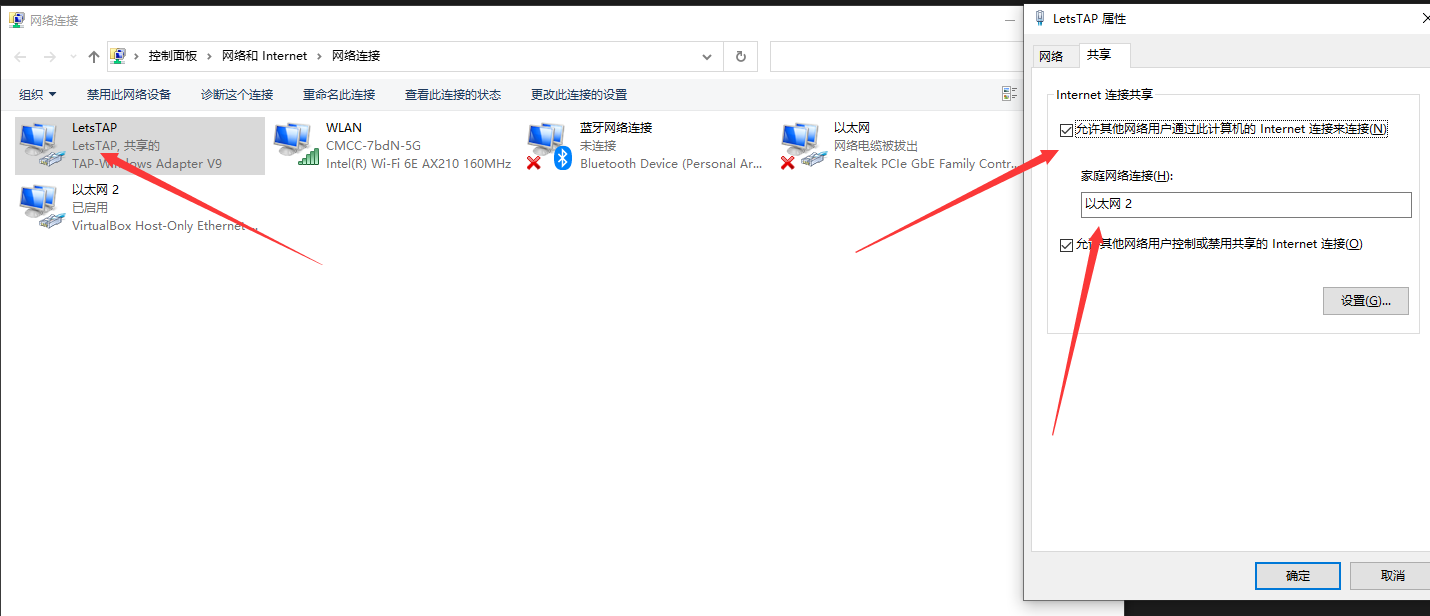 网络连接
控制面板 › 网络和 Internet › 网络连接
组织 禁用此网络设备 诊断这个连接 重命名此连接 查看此连接的状态 更改此连接的设置
LetsTAP
LetsTAP, 共享的
TAP-Windows Adapter V9
WLAN
CMCC-7bdN-5G
Intel(R) Wi-Fi 6E AX210 160MHz
蓝牙网络连接
未连接
Bluetooth Device (Personal Ar...
以太网
网络电缆被拔出
Realtek PCIe GbE Family Contr...
以太网 2
已启用
VirtualBox Host-Only Ethernet ...
LetsTAP 属性
网络 共享
Internet 连接共享
允许其他网络用户通过此计算机的 Internet 连接来连接(N)
家庭网络连接(H):
以太网 2
允许其他网络用户控制或禁用共享的 Internet 连接(O)
设置(G)...
确定 取消